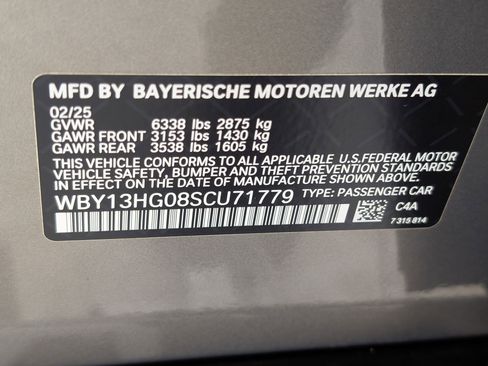 MFD BY BAYERISCHE MOTOREN WERKE AG
02/25
GVWR 6338 lbs 2875 kg
GAWR FRONT 3153 lbs 1430 kg
GAWR REAR 3538 lbs 1605 kg
THIS VEHICLE CONFORMS TO ALL APPLICABLE U.S.FEDERAL MOTOR
VEHICLE SAFETY, BUMPER AND THEFT PREVENTION STANDARDS
IN EFFECT ON THE DATE OF MANUFACTURE SHOWN ABOVE.
WBY13HG08SCU71779 TYPE: PASSENGER CAR
C4A
7 315 814